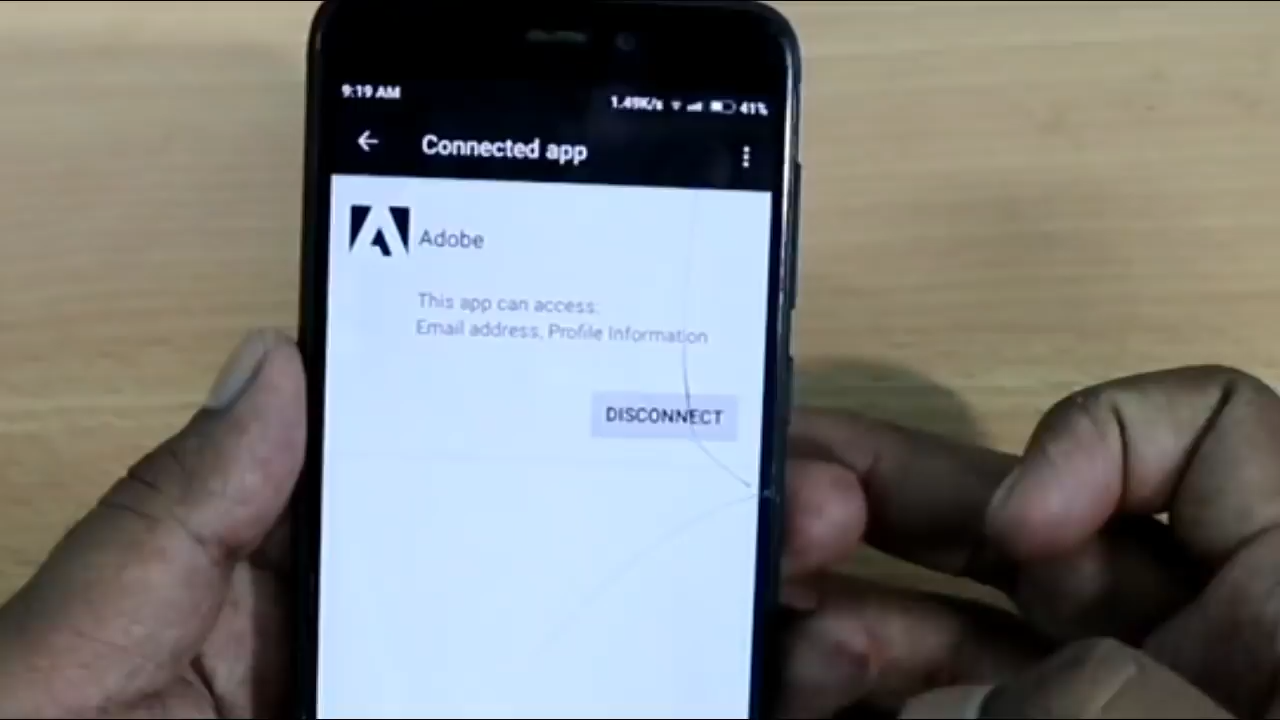 9:19 AM 1.49K/s 41%
Connected app
Adobe
This app can access:
Email address, Profile Information
DISCONNECT